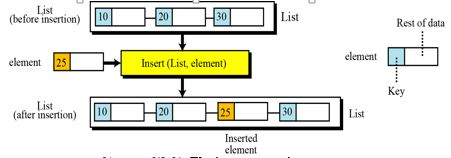 List
(before insertion)
10
20
30
List
element
25
Insert (List, element)
Rest of data
element
Key
List
(after insertion)
10
20
25
30
List
Inserted
element